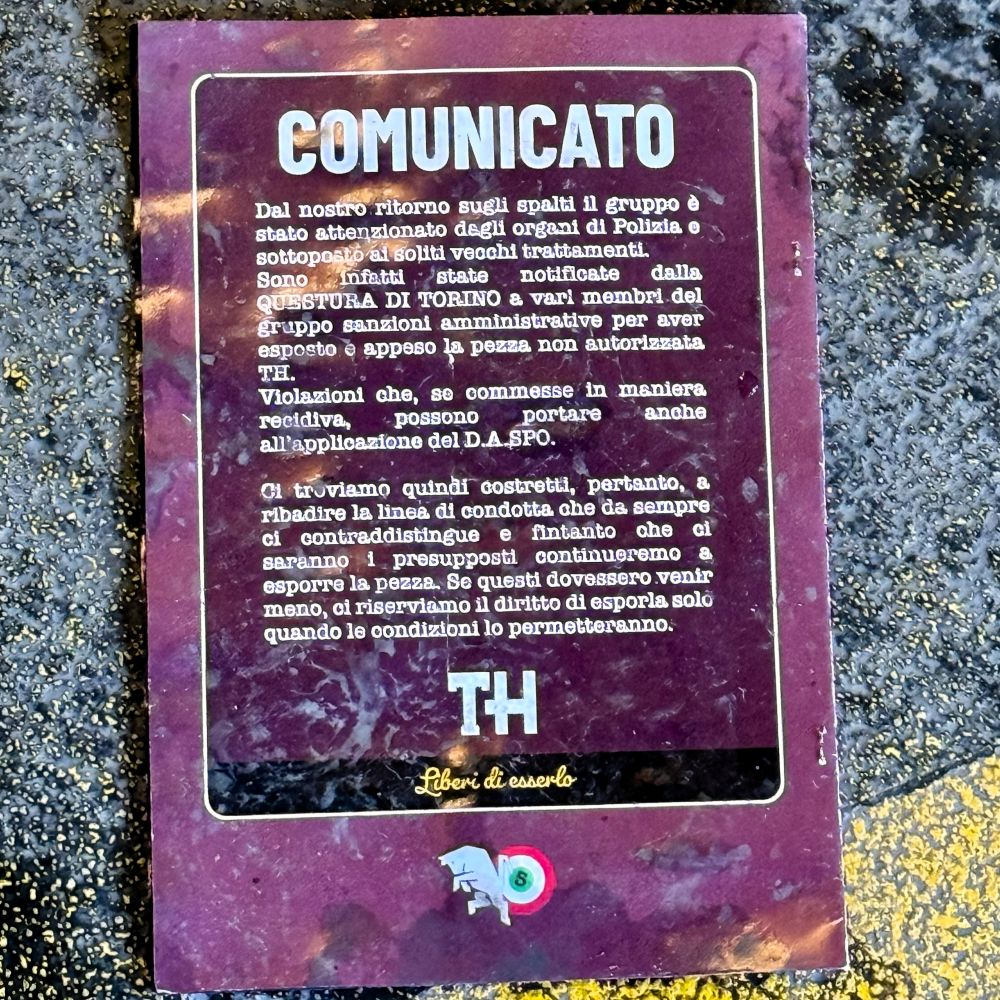 COMUNICATO
Dal nostro ritorno sugli spalti il gruppo è
stato attenzionato dagli organi di Polizia e
sottoposto ai soliti vecchi trattamenti.
Sono infatti state notificate dalla
QUESTURA DI TORINO a vari membri del
gruppo sanzioni amministrative per aver
esposto e appeso la pezza non autorizzata
TH.
Violazioni che, se commesse in maniera
recidiva, possono portare anche
all'applicazione del D.A.SPO.
Ci troviamo quindi costretti, pertanto, a
ribadire la linea di condotta che da sempre
ci contraddistingue e fintanto che ci
saranno i presupposti continueremo a
esporre la pezza. Se questi dovessero venir
meno, ci riserviamo il diritto di esporla solo
quando le condizioni lo permetteranno.
TH
Liberi di esserlo
S